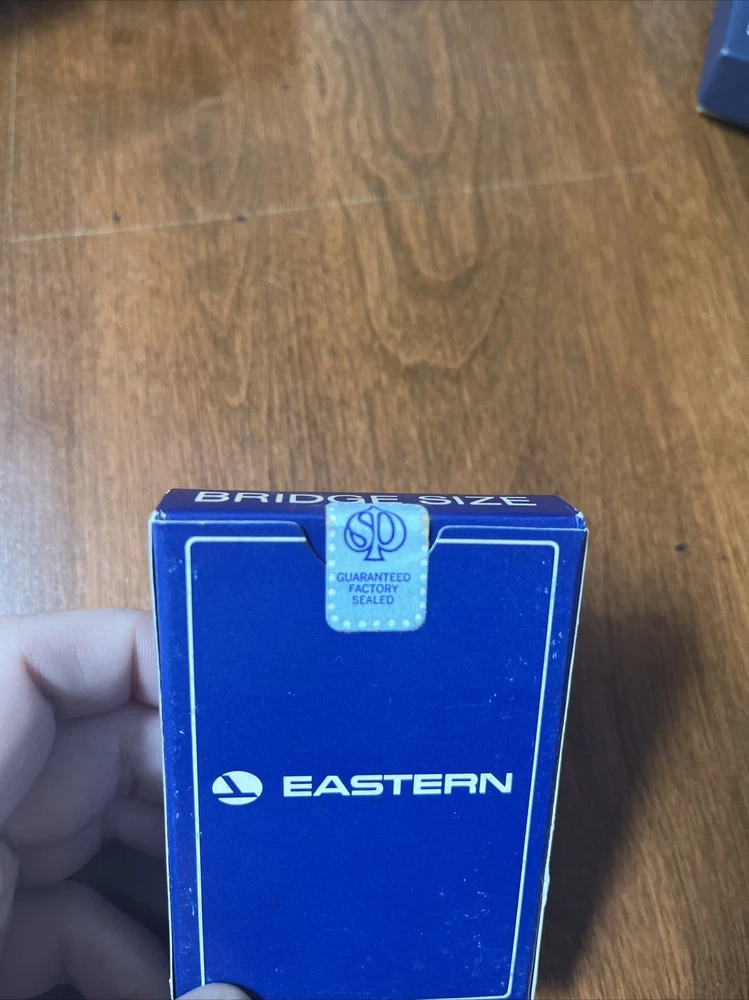 BRIDGE SIZE
SP
GUARANTEED
FACTORY
SEALED
EASTERN